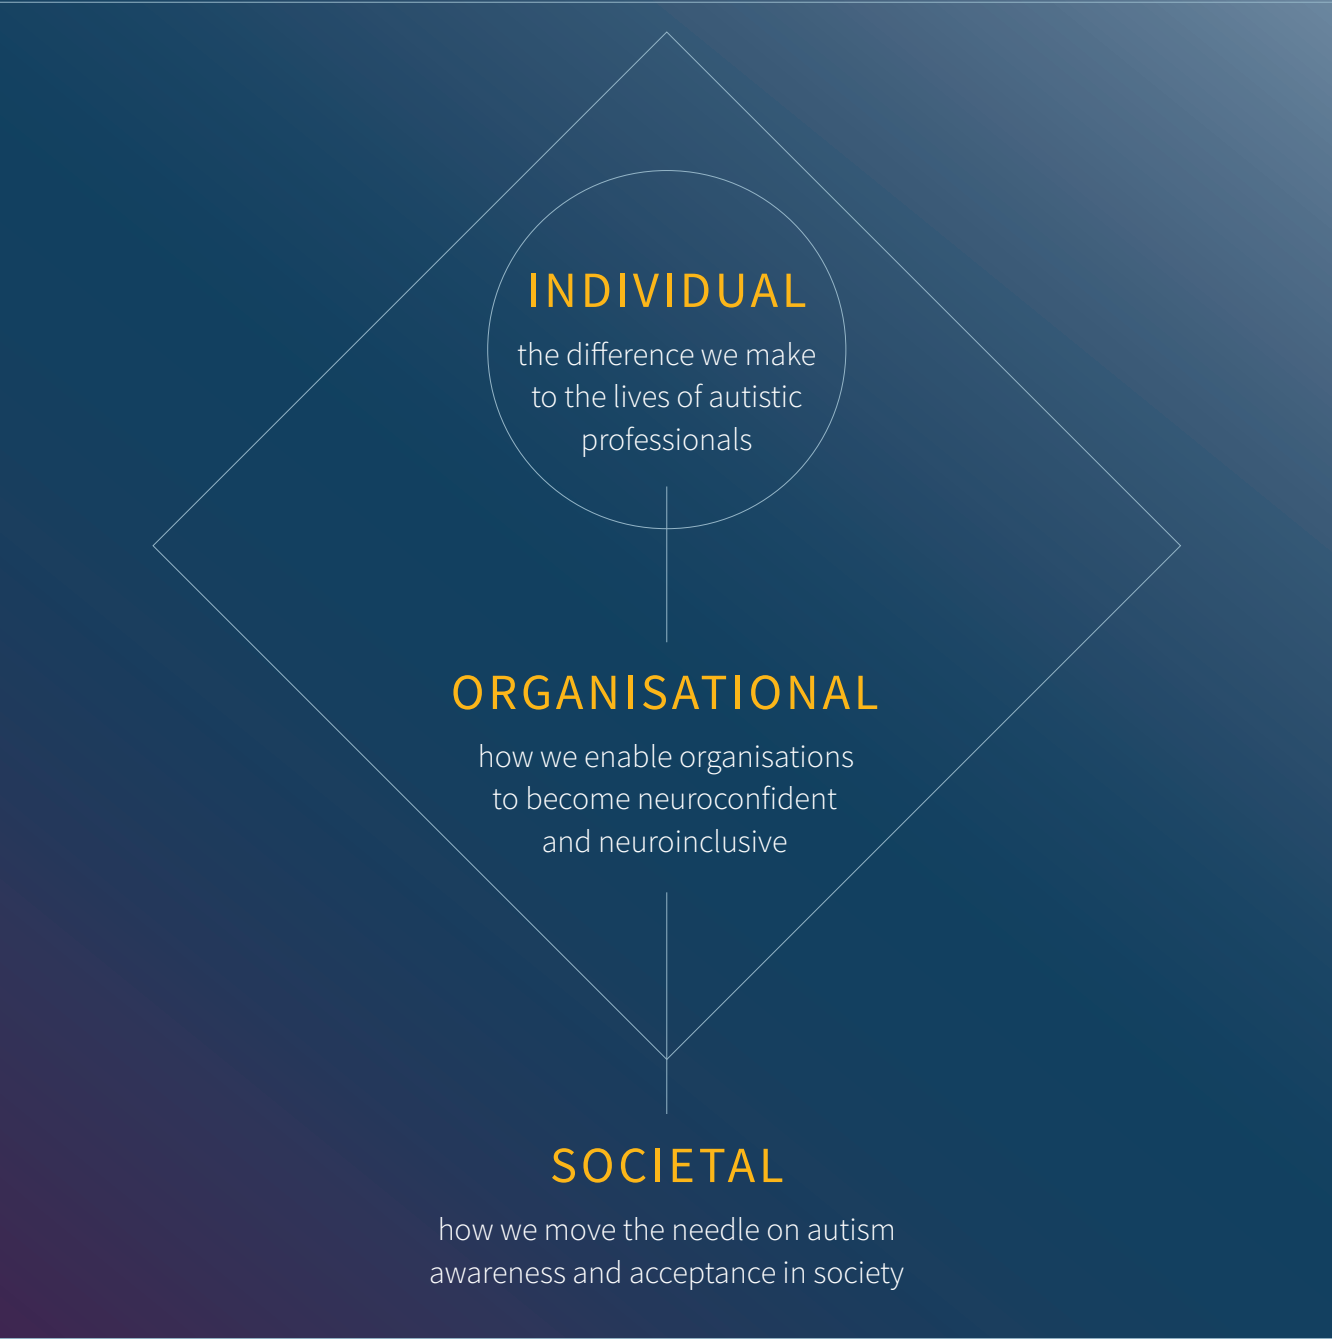 INDIVIDUAL
the difference we make
to the lives of autistic
professionals
ORGANISATIONAL
how we enable organisations
to become neuroconfident
and neuroinclusive
SOCIETAL
how we move the needle on autism
awareness and acceptance in society